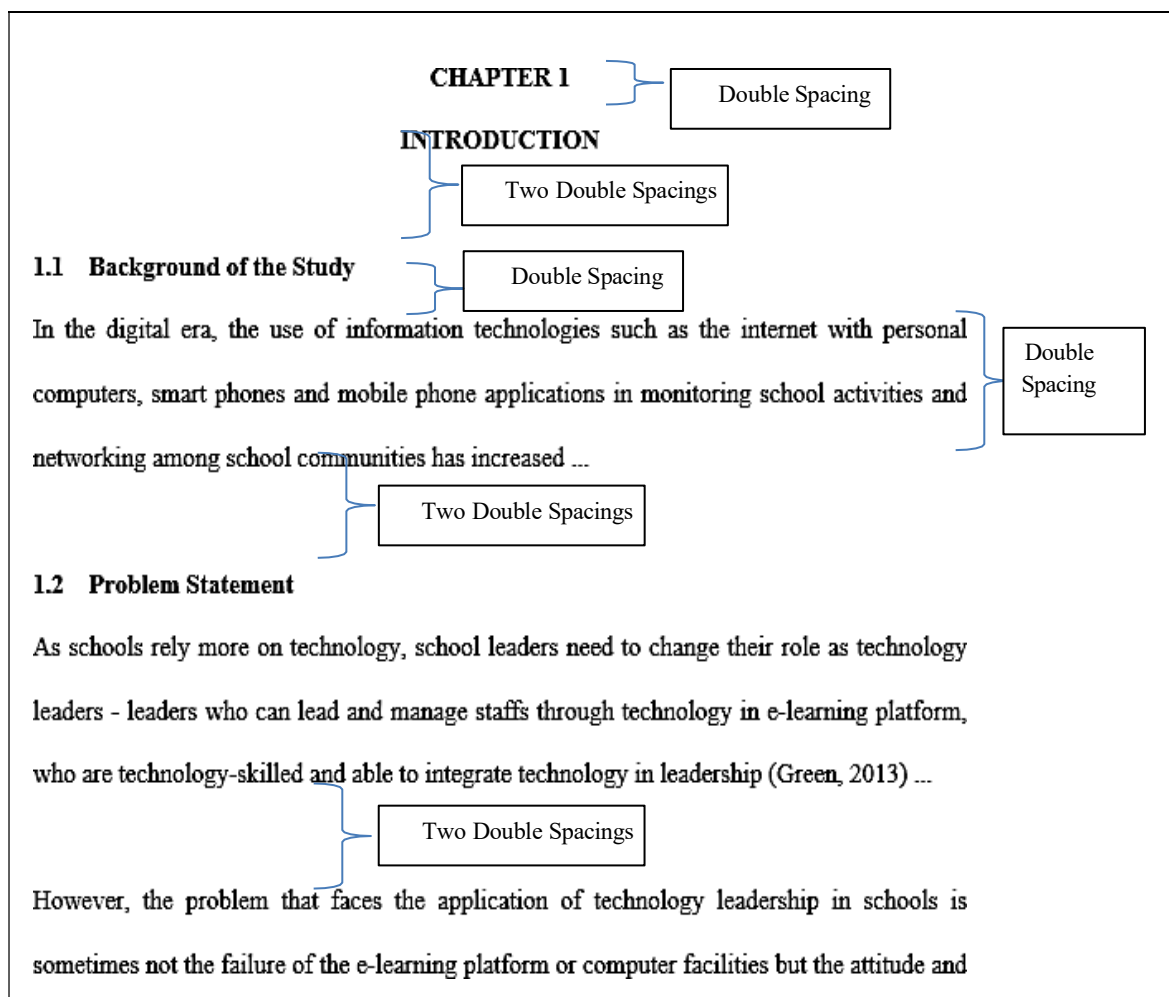 CHAPTER 1
Double Spacing
INTRODUCTION
Two Double Spacings
1.1 Background of the Study
Double Spacing
In the digital era, the use of information technologies such as the internet with personal
computers, smart phones and mobile phone applications in monitoring school activities and
networking among school communities has increased ...
Double
Spacing
Two Double Spacings
1.2 Problem Statement
As schools rely more on technology, school leaders need to change their role as technology
leaders - leaders who can lead and manage staffs through technology in e-learning platform,
who are technology-skilled and able to integrate technology in leadership (Green, 2013) ...
Two Double Spacings
However, the problem that faces the application of technology leadership in schools is
sometimes not the failure of the e-learning platform or computer facilities but the attitude and